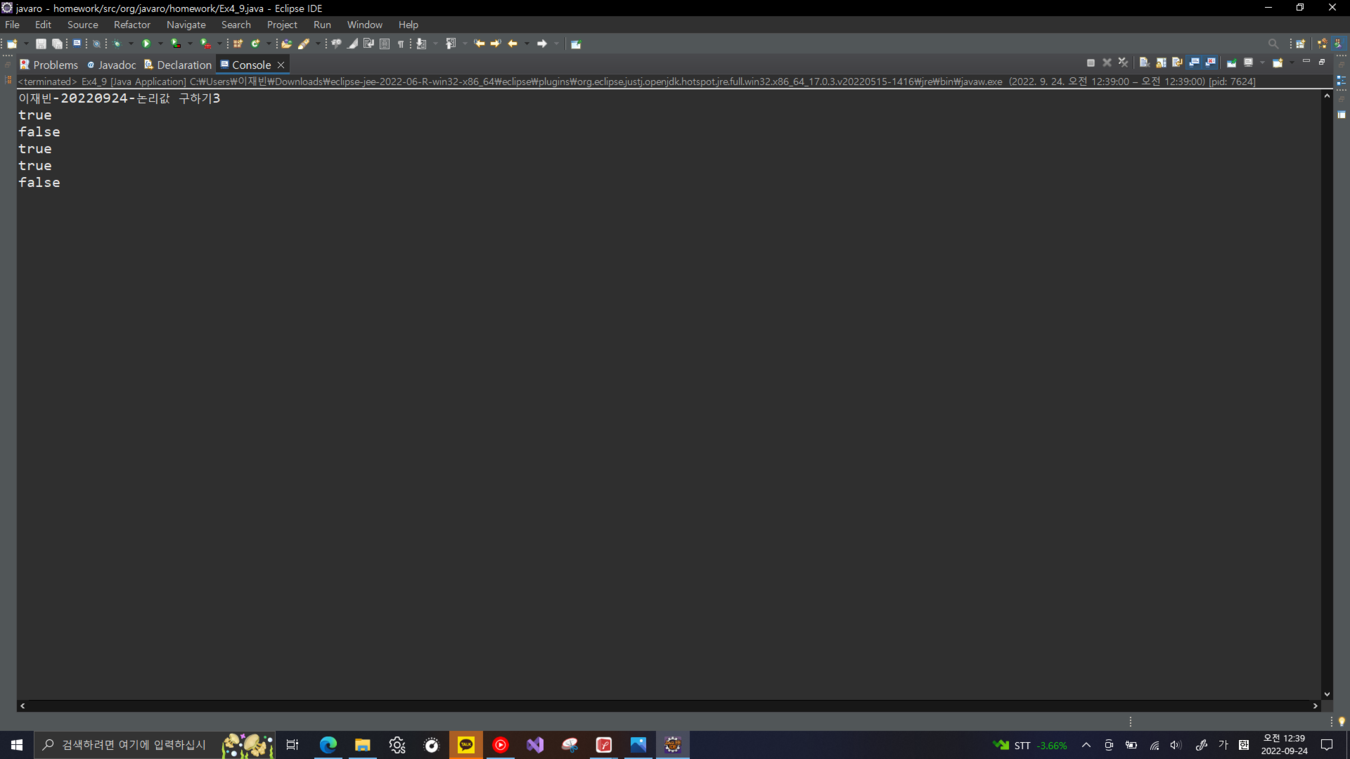 javaro - homework/src/org/javaro/homework/Ex4_9.java - Eclipse IDE
File Edit Source Refactor Navigate Search Project Run Window Help
Problems Javadoc Declaration Console
<terminated> Ex4_9 [Java Application] C:₩Users₩이재빈₩Downloads₩eclipse-jee-2022-06-R-win32-x86_64₩eclipse₩plugins₩org.eclipse.justj.openjdk.hotspot.jre.full.win32.x86_64_17.0.3.v20220515-1416₩jre₩bin₩javaw.exe (2022. 9. 24. 오전 12:39:00 – 오전 12:39:00) [pid: 7624]
이재빈-20220924-논리값 구하기3
true
false
true
true
false
검색하려면 여기에 입력하십시
TALK
STT -3.66%
가
한
오전 12:39
2022-09-24